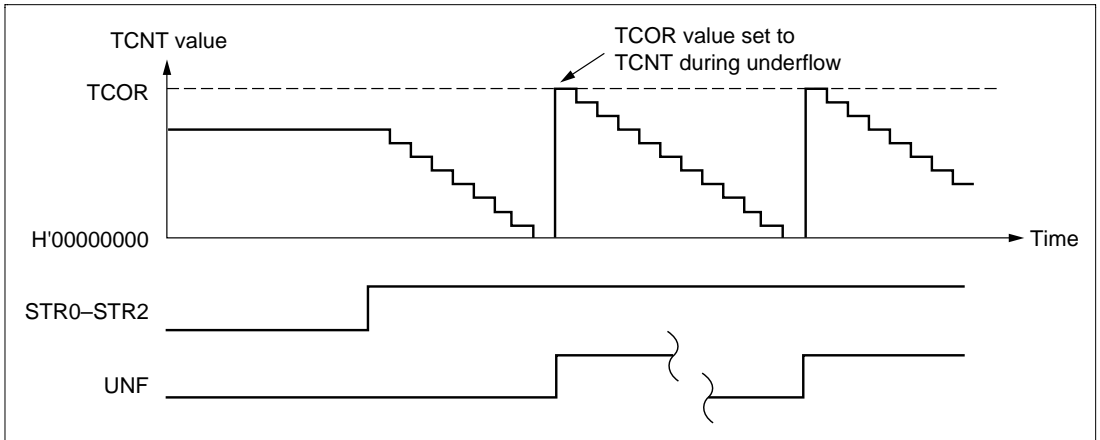 TCNT value
TCOR value set to
TCNT during underflow
TCOR
H'00000000
Time
STR0–STR2
UNF